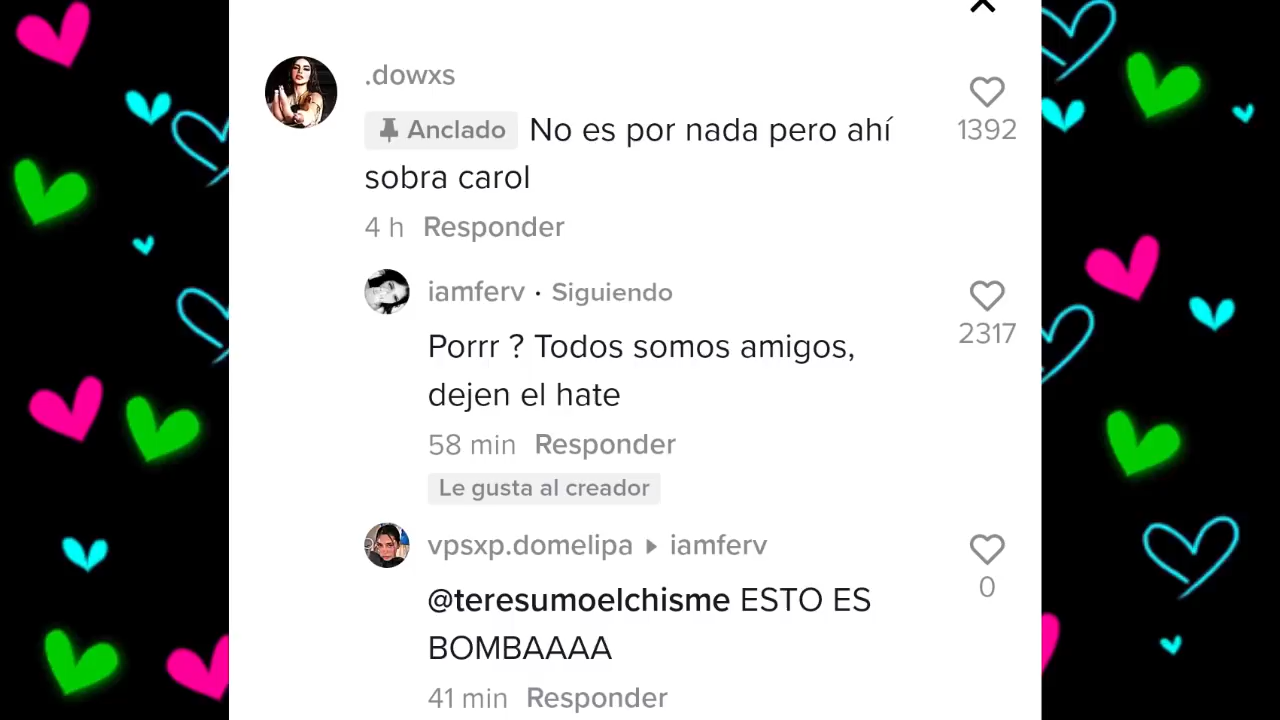 .dowxs
Anclado No es por nada pero ahí
sobra carol
1392
4 h Responder
iamferv · Siguiendo
Porrr ? Todos somos amigos,
dejen el hate
2317
58 min Responder
Le gusta al creador
vpsxp.domelipa ▸ iamferv
@teresumoelchisme ESTO ES
BOMBAAAA
0
41 min Responder